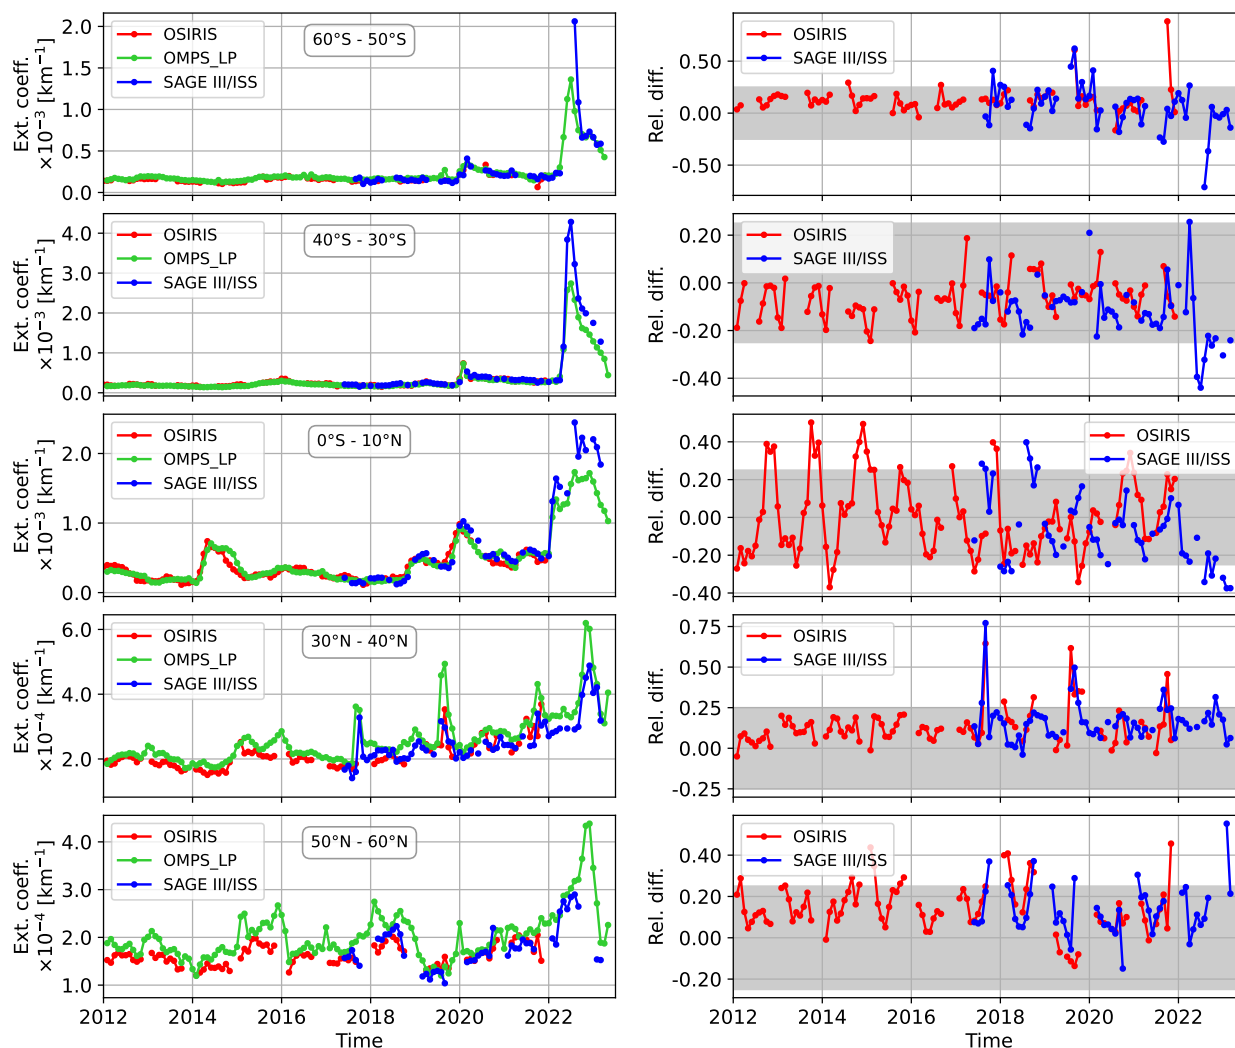 Ext. coeff.
×10⁻³ [km⁻¹]
2.0
1.5
1.0
0.5
0.0
OSIRIS
OMPS_LP
SAGE III/ISS
60°S - 50°S
Rel. diff.
0.50
0.00
-0.50
OSIRIS
SAGE III/ISS
Ext. coeff.
×10⁻³ [km⁻¹]
4.0
3.0
2.0
1.0
0.0
OSIRIS
OMPS_LP
SAGE III/ISS
40°S - 30°S
Rel. diff.
0.20
0.00
-0.20
-0.40
OSIRIS
SAGE III/ISS
Ext. coeff.
×10⁻³ [km⁻¹]
2.0
1.0
0.0
OSIRIS
OMPS_LP
SAGE III/ISS
0°S - 10°N
Rel. diff.
0.40
0.20
-0.00
-0.20
-0.40
OSIRIS
SAGE III/ISS
Ext. coeff.
×10⁻⁴ [km⁻¹]
6.0
4.0
2.0
OSIRIS
OMPS_LP
SAGE III/ISS
30°N - 40°N
Rel. diff.
0.75
0.50
0.25
0.00
-0.25
OSIRIS
SAGE III/ISS
Ext. coeff.
×10⁻⁴ [km⁻¹]
4.0
3.0
2.0
1.0
OSIRIS
OMPS_LP
SAGE III/ISS
50°N - 60°N
2012 2014 2016 2018 2020 2022
Time
Rel. diff.
0.40
0.20
0.00
-0.20
OSIRIS
SAGE III/ISS
2012 2014 2016 2018 2020 2022
Time